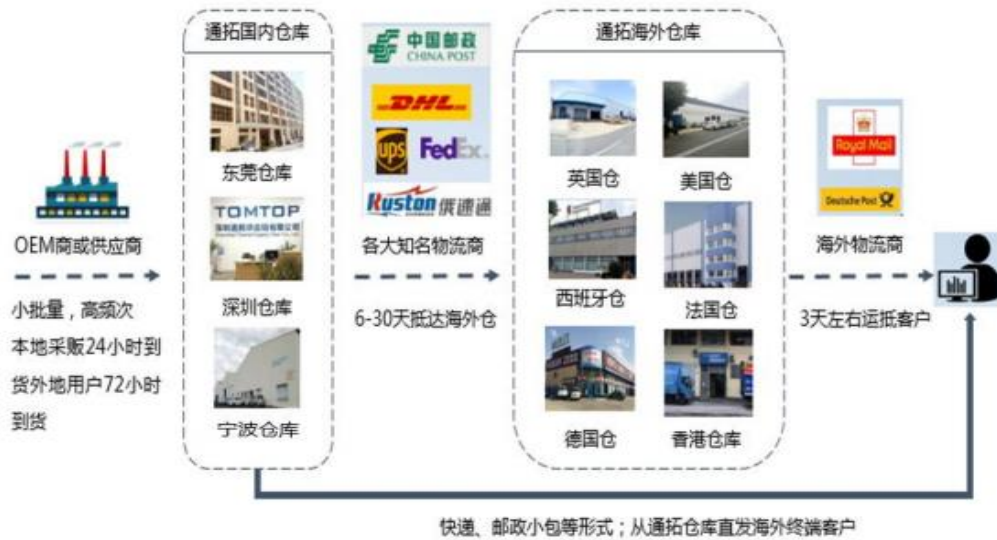 通拓国内仓库
东莞仓库
TOMTOP
深圳仓库
宁波仓库
OEM商或供应商
小批量，高频次
本地采贩24小时到
货外地用户72小时
到货
中国邮政
CHINA POST
DHL
ups
FedEx
Ruston 俄速通
各大知名物流商
6-30天抵达海外仓
通拓海外仓库
英国仓
美国仓
西班牙仓
法国仓
德国仓
香港仓库
Royal Mail
Deutsche Post
海外物流商
3天左右运抵客户
快递、邮政小包等形式；从通拓仓库直发海外终端客户